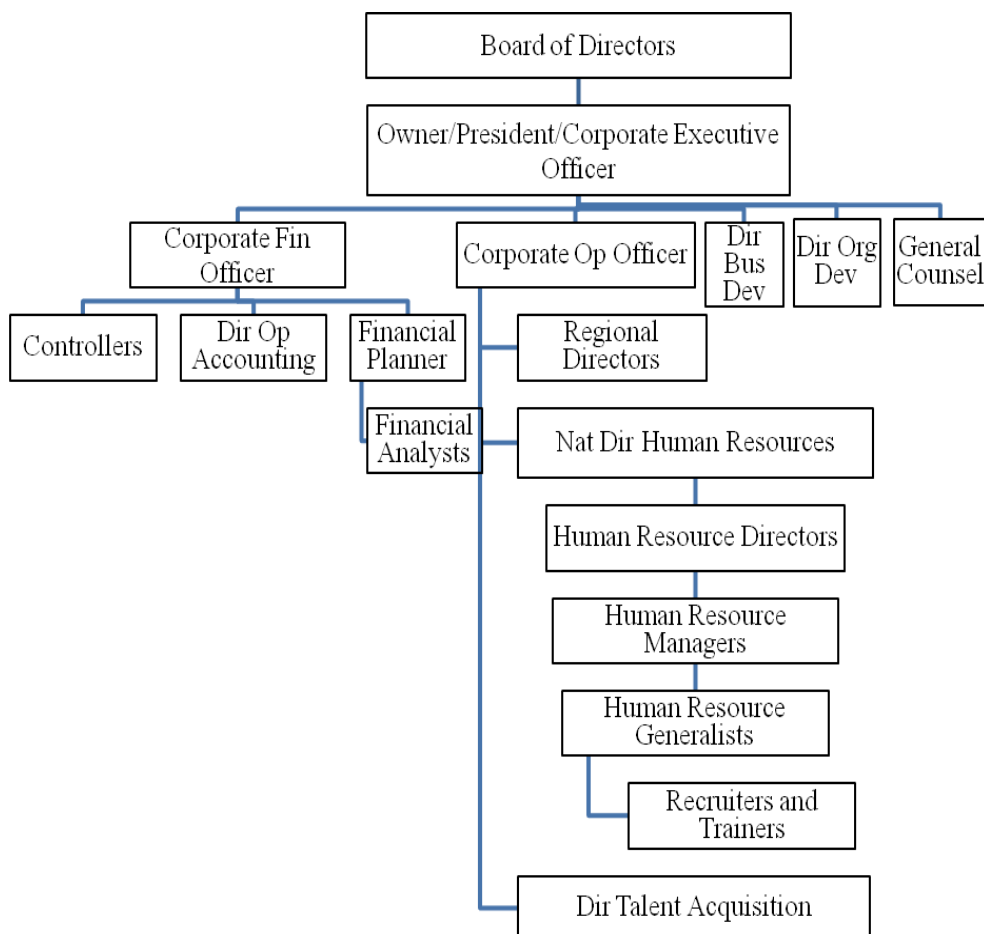 Board of Directors
Owner/President/Corporate Executive
Officer
Corporate Fin
Officer
Corporate Op Officer
Dir
Bus
Dev
Dir Org
Dev
General
Counsel
Controllers
Dir Op
Accounting
Financial
Planner
Regional
Directors
Financial
Analysts
Nat Dir Human Resources
Human Resource Directors
Human Resource
Managers
Human Resource
Generalists
Recruiters and
Trainers
Dir Talent Acquisition